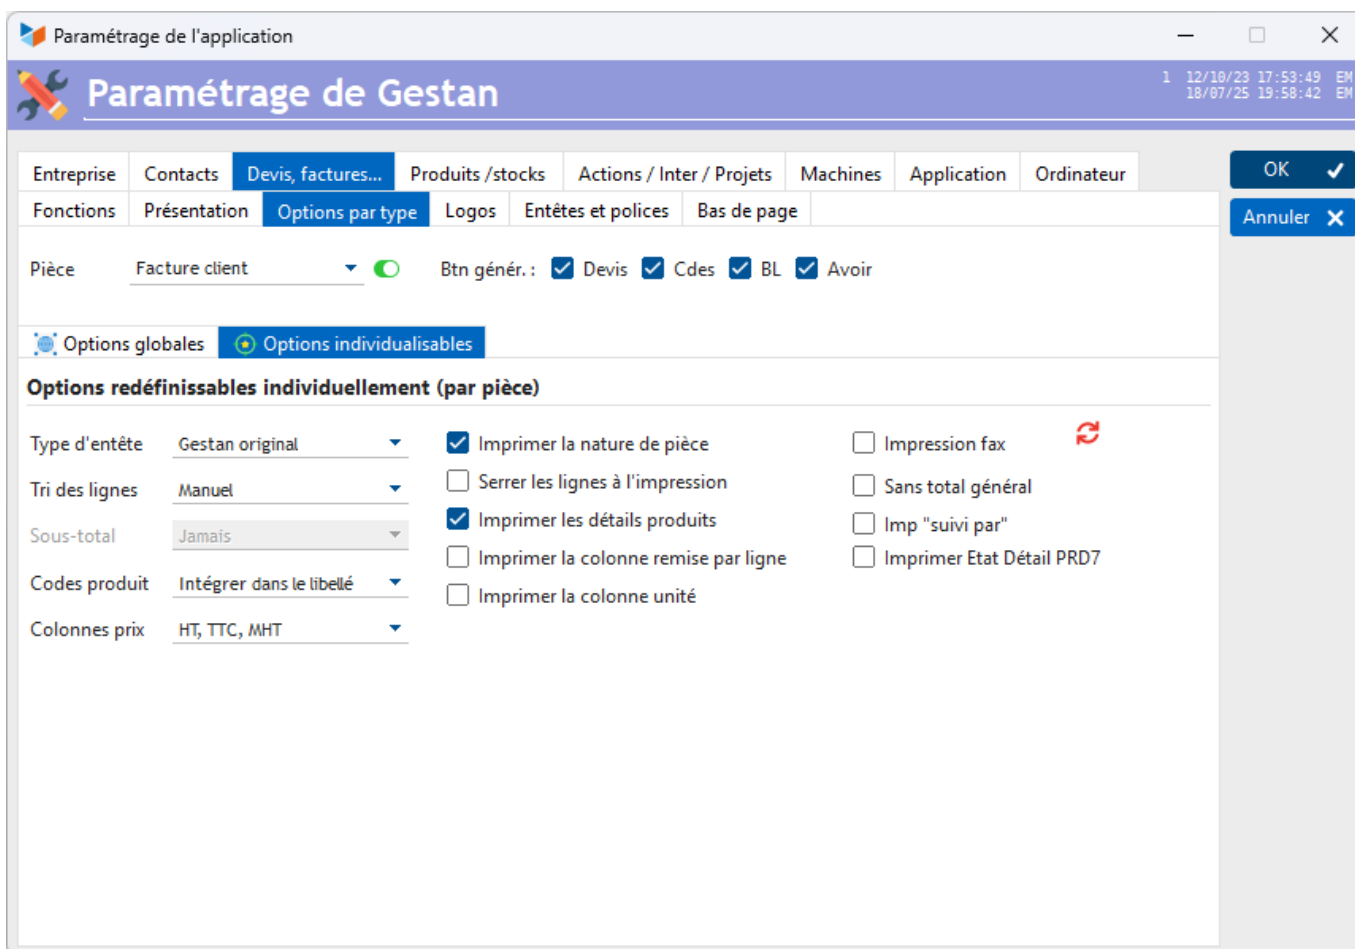 Paramétrage de l'application
Paramétrage de Gestan
1 12/10/23 17:53:49 EM
18/07/25 19:58:42 EM
Entreprise Contacts Devis, factures... Produits /stocks Actions / Inter / Projets Machines Application Ordinateur
OK
Fonctions Présentation Options par type Logos Entêtes et polices Bas de page
Annuler
Pièce Facture client Btn génér. : Devis Cdes BL Avoir
Options globales Options individualisables
Options redéfinissables individuellement (par pièce)
Type d'entête Gestan original Imprimer la nature de pièce Impression fax
Tri des lignes Manuel Serrer les lignes à l'impression Sans total général
Sous-total Jamais Imprimer les détails produits Imp "suivi par"
Codes produit Intégrer dans le libellé Imprimer la colonne remise par ligne Imprimer Etat Détail PRD7
Colonnes prix HT, TTC, MHT Imprimer la colonne unité